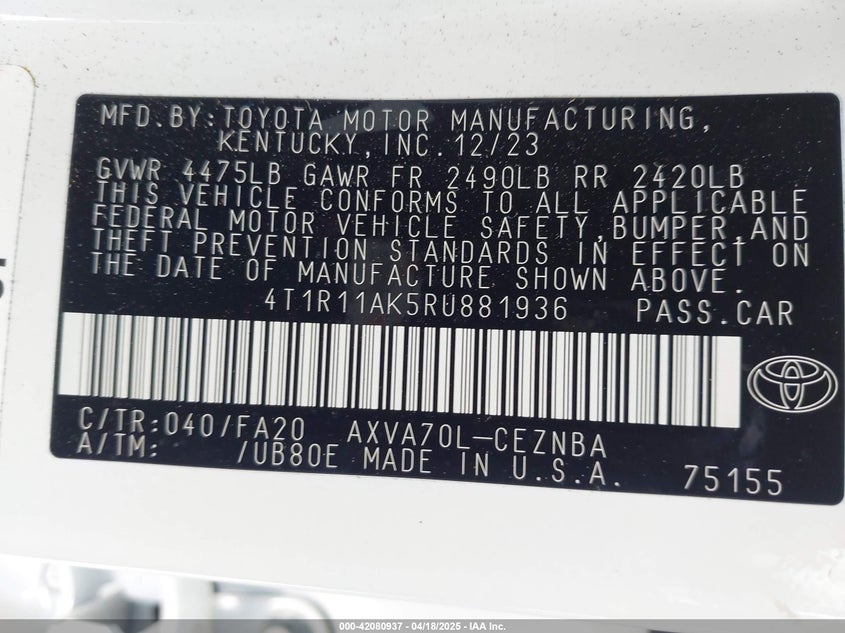 MFD.BY:TOYOTA MOTOR MANUFACTURING,
KENTUCKY,INC.12/23
GVWR 4475LB GAWR FR 2490LB RR 2420LB
THIS VEHICLE CONFORMS TO ALL APPLICABLE
FEDERAL MOTOR VEHICLE SAFETY,BUMPER,AND
THEFT PREVENTION STANDARDS IN EFFECT ON
THE DATE OF MANUFACTURE SHOWN ABOVE.
4T1R11AK5RU881936 PASS.CAR
C/TR:040/FA20 AXVA70L-CEZNBA
A/TM: /UB80E MADE IN U.S.A. 75155
000-42080937 - 04/18/2025 - IAA Inc.